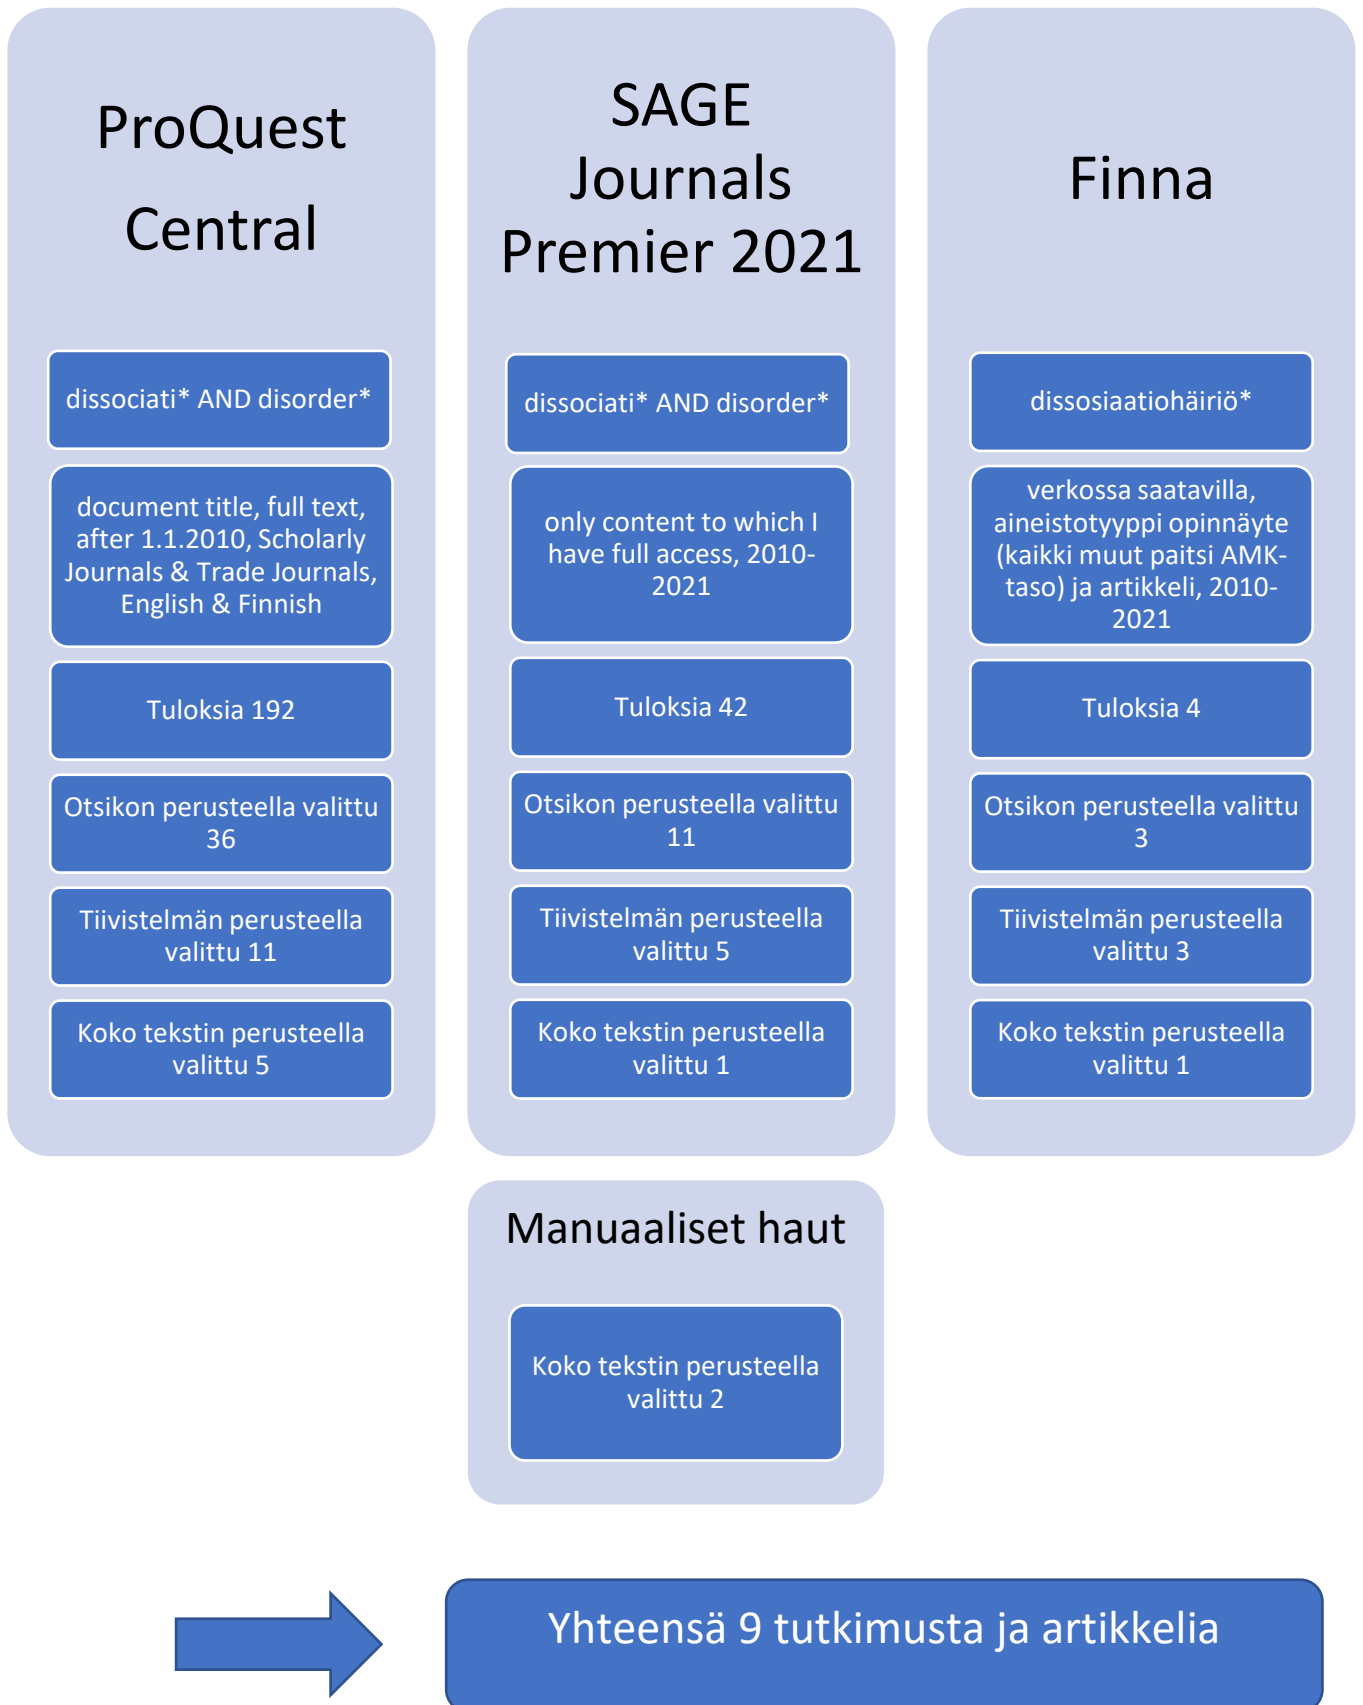 ProQuest
Central
dissociati* AND disorder*
document title, full text,
after 1.1.2010, Scholarly
Journals & Trade Journals,
English & Finnish
Tuloksia 192
Otsikon perusteella valittu
36
Tiivistelmän perusteella
valittu 11
Koko tekstin perusteella
valittu 5
SAGE
Journals
Premier 2021
dissociati* AND disorder*
only content to which I
have full access, 2010-
2021
Tuloksia 42
Otsikon perusteella valittu
11
Tiivistelmän perusteella
valittu 5
Koko tekstin perusteella
valittu 1
Finna
dissosiaatiohäiriö*
verkossa saatavilla,
aineistotyyppi opinnäyte
(kaikki muut paitsi AMK-
taso) ja artikkeli, 2010-
2021
Tuloksia 4
Otsikon perusteella valittu
3
Tiivistelmän perusteella
valittu 3
Koko tekstin perusteella
valittu 1
Manuaaliset haut
Koko tekstin perusteella
valittu 2
Yhteensä 9 tutkimusta ja artikkelia